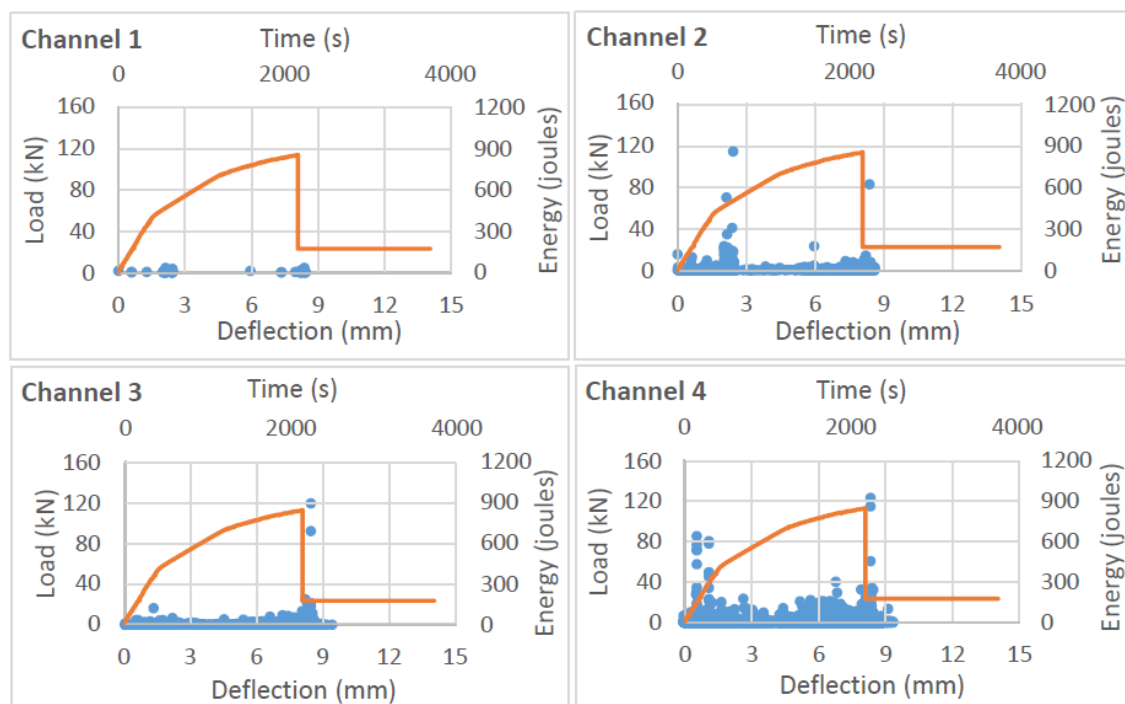 Channel 1 Time (s)
0 2000 4000
160 1200
120 900
80 600
40 300
0 0
Load (kN)
Energy (joules)
0 3 6 9 12 15
Deflection (mm)
Channel 2 Time (s)
0 2000 4000
160 1200
120 900
80 600
40 300
0 0
Load (kN)
Energy (joules)
0 3 6 9 12 15
Deflection (mm)
Channel 3 Time (s)
0 2000 4000
160 1200
120 900
80 600
40 300
0 0
Load (kN)
Energy (joules)
0 3 6 9 12 15
Deflection (mm)
Channel 4 Time (s)
0 2000 4000
160 1200
120 900
80 600
40 300
0 0
Load (kN)
Energy (joules)
0 3 6 9 12 15
Deflection (mm)